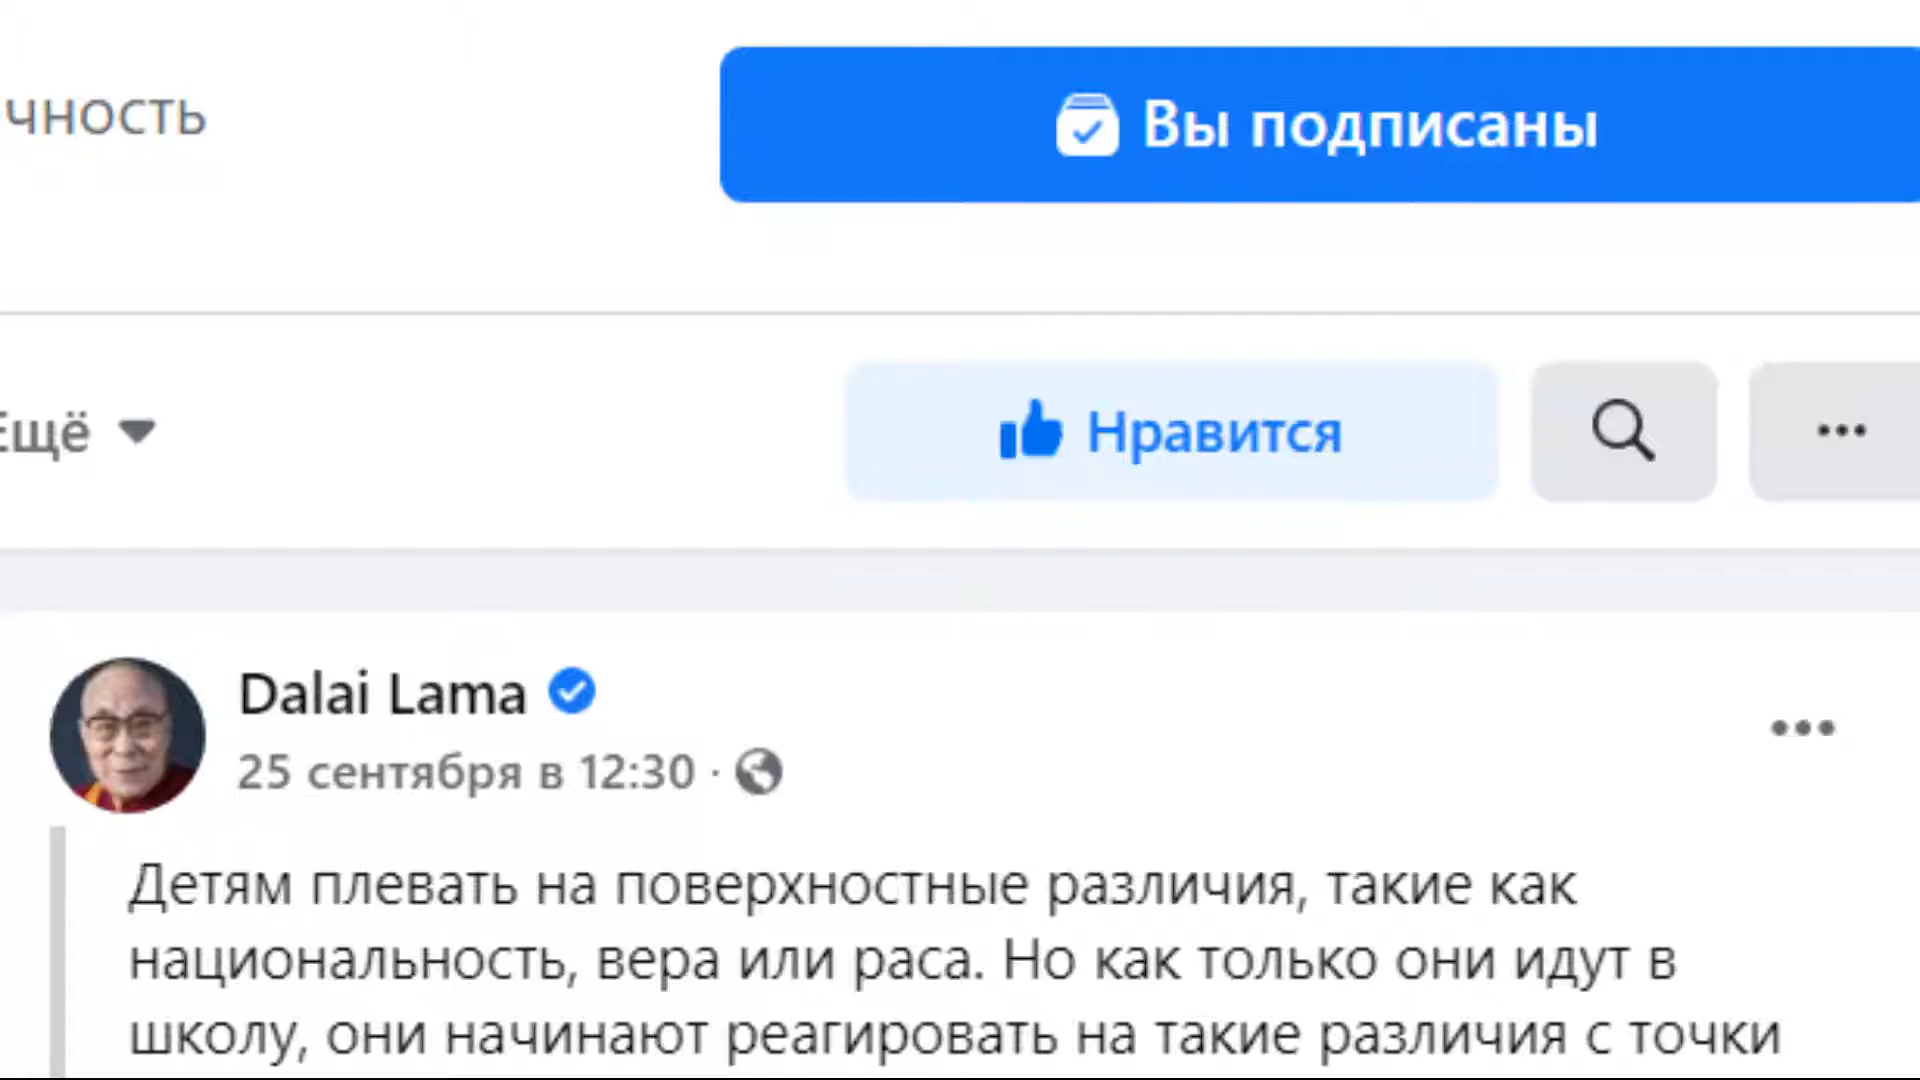 чность
Вы подписаны
Ещё
Нравится
Dalai Lama
25 сентября в 12:30 ·
Детям плевать на поверхностные различия, такие как
национальность, вера или раса. Но как только они идут в
школу, они начинают реагировать на такие различия с точки